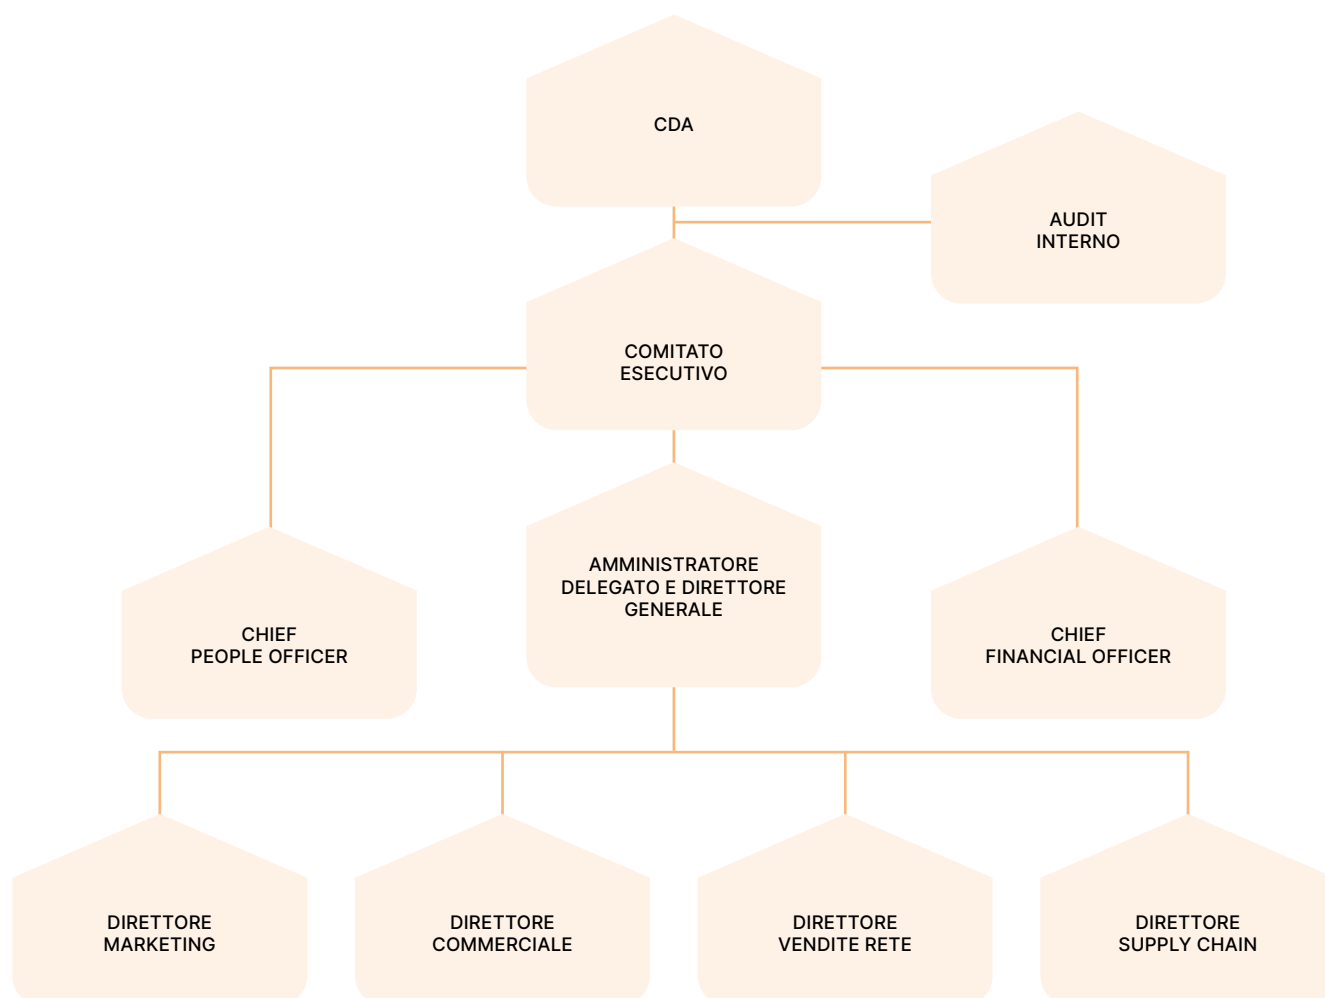 CDA
AUDIT
INTERNO
COMITATO
ESECUTIVO
AMMINISTRATORE
DELEGATO E DIRETTORE
GENERALE
CHIEF
PEOPLE OFFICER
CHIEF
FINANCIAL OFFICER
DIRETTORE
MARKETING
DIRETTORE
COMMERCIALE
DIRETTORE
VENDITE RETE
DIRETTORE
SUPPLY CHAIN